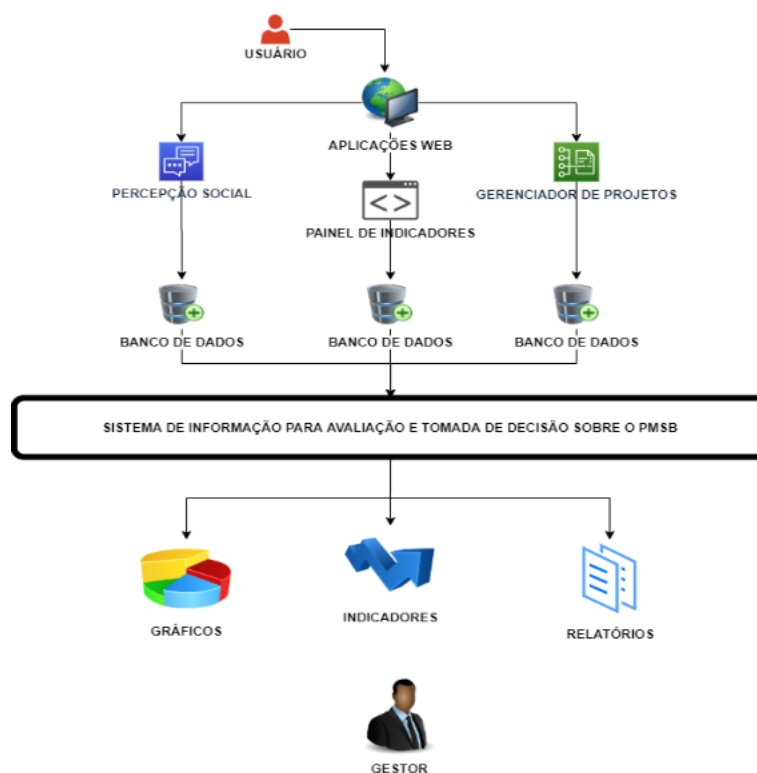 USUÁRIO
APLICAÇÕES WEB
PERCEPÇÃO SOCIAL
GERENCIADOR DE PROJETOS
PAINEL DE INDICADORES
BANCO DE DADOS
BANCO DE DADOS
BANCO DE DADOS
SISTEMA DE INFORMAÇÃO PARA AVALIAÇÃO E TOMADA DE DECISÃO SOBRE O PMSB
GRÁFICOS
INDICADORES
RELATÓRIOS
GESTOR